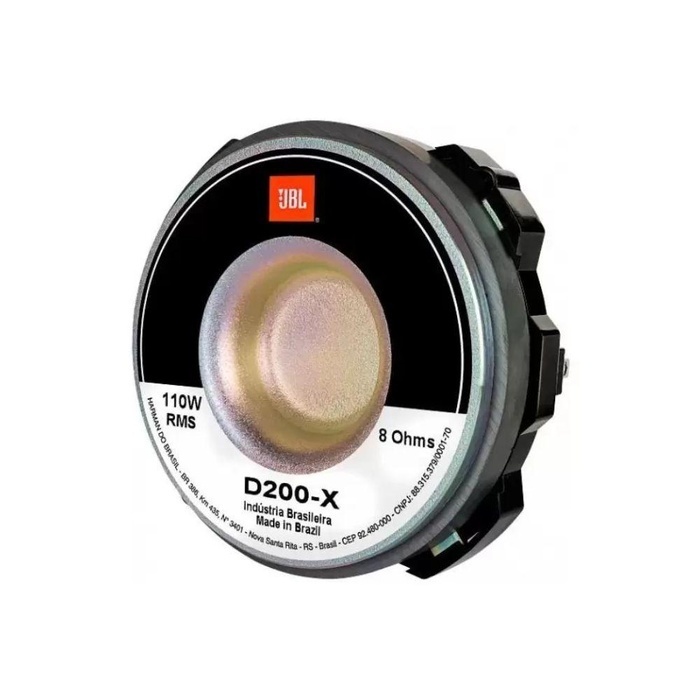 JBL
110W
RMS
8 Ohms
D200-X
Indústria Brasileira
Made in Brazil
HARMAN DO BRASIL - BR 386, Km 435, N° 3401 - Nova Santa Rita - RS - Brasil - CEP 92.480-000 - CNPJ: 88.315.379/0001-70